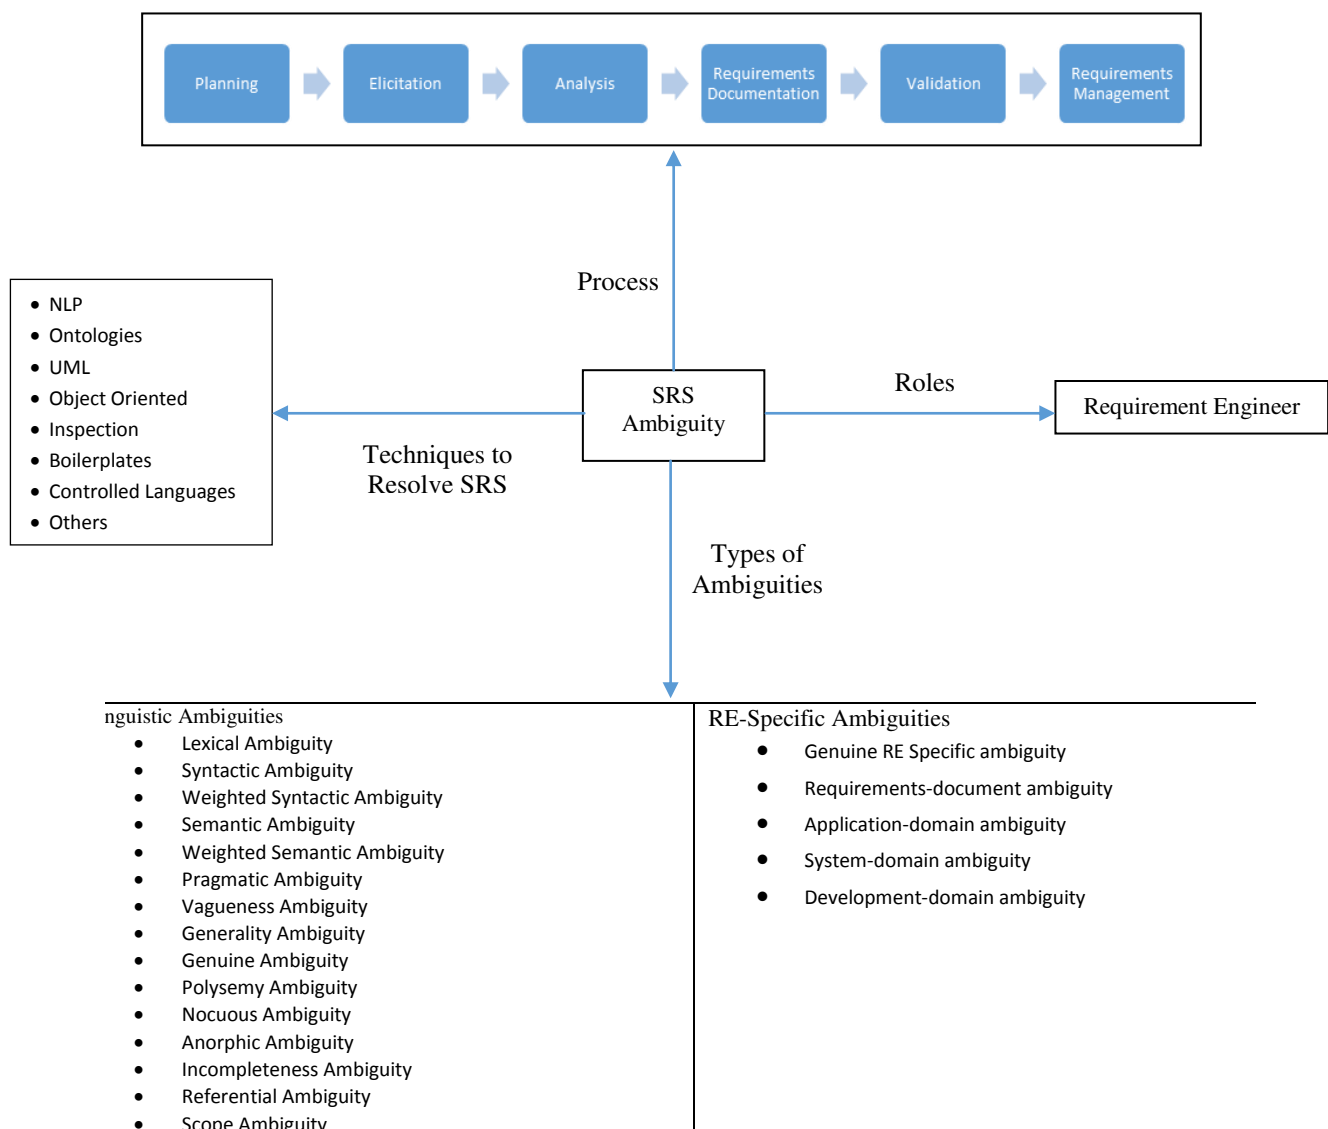 Planning
Elicitation
Analysis
Requirements
Documentation
Validation
Requirements
Management
Process
• NLP
• Ontologies
• UML
• Object Oriented
• Inspection
• Boilerplates
• Controlled Languages
• Others
SRS
Ambiguity
Roles
Requirement Engineer
Techniques to
Resolve SRS
Types of
Ambiguities
nguistic Ambiguities
• Lexical Ambiguity
• Syntactic Ambiguity
• Weighted Syntactic Ambiguity
• Semantic Ambiguity
• Weighted Semantic Ambiguity
• Pragmatic Ambiguity
• Vagueness Ambiguity
• Generality Ambiguity
• Genuine Ambiguity
• Polysemy Ambiguity
• Nocuous Ambiguity
• Anorphic Ambiguity
• Incompleteness Ambiguity
• Referential Ambiguity
• Scope Ambiguity
RE-Specific Ambiguities
• Genuine RE Specific ambiguity
• Requirements-document ambiguity
• Application-domain ambiguity
• System-domain ambiguity
• Development-domain ambiguity